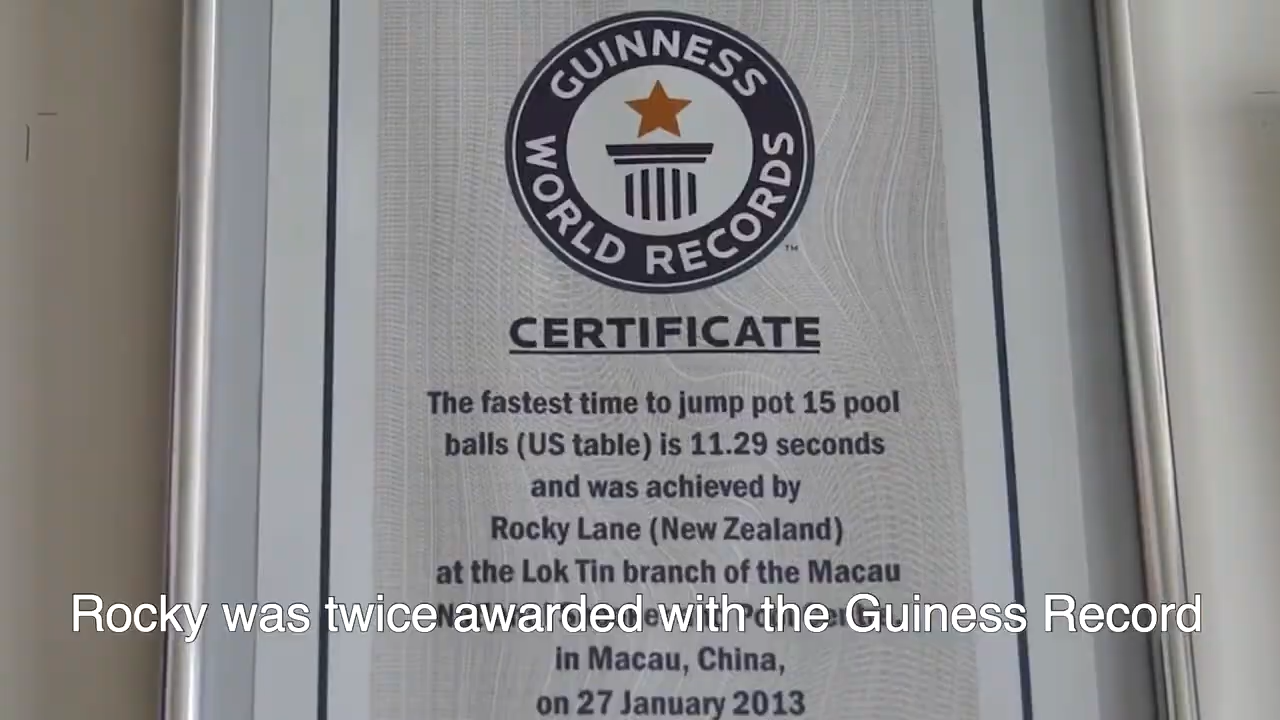 GUINNESS
WORLD RECORDS
™
CERTIFICATE
The fastest time to jump pot 15 pool
balls (US table) is 11.29 seconds
and was achieved by
Rocky Lane (New Zealand)
at the Lok Tin branch of the Macau
Rocky was twice awarded with the Guiness Record
in Macau, China,
on 27 January 2013